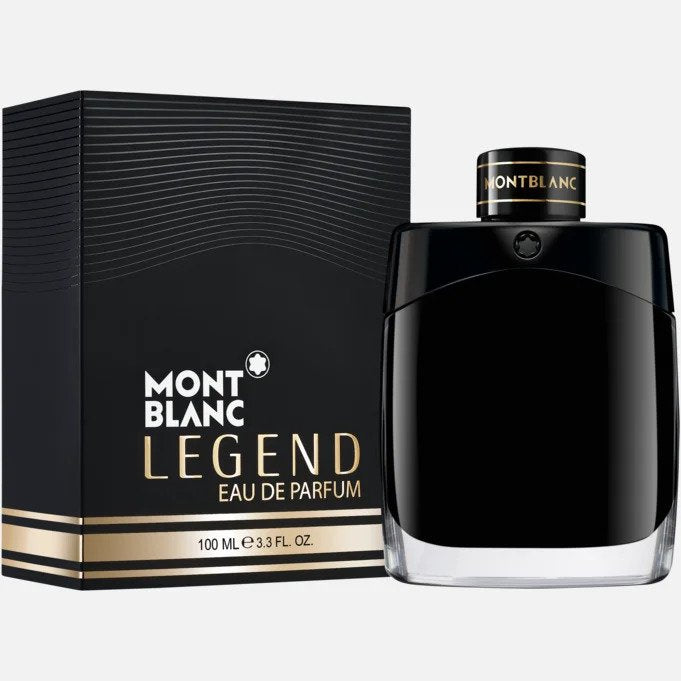 MONT
BLANC
LEGEND
EAU DE PARFUM
100 ML ℮ 3.3 FL. OZ.
MONTBLANC